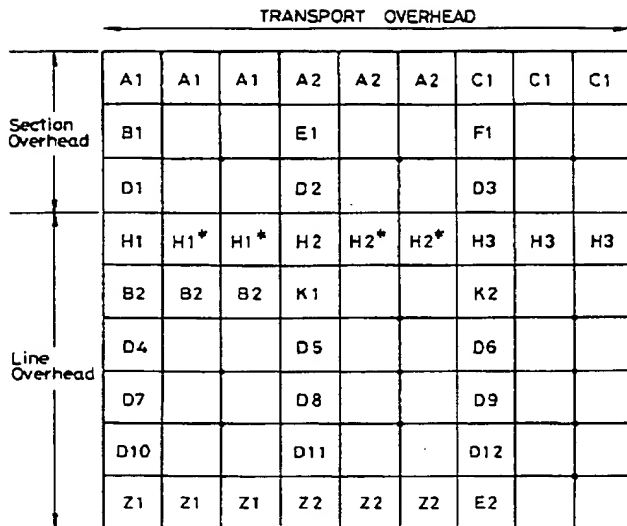 TRANSPORT OVERHEAD
A1 A1 A1 A2 A2 A2 C1 C1 C1
Section
Overhead
B1 E1 F1
D1 D2 D3
H1 H1* H1* H2 H2* H2* H3 H3 H3
B2 B2 B2 K1 K2
D4 D5 D6
Line
Overhead
D7 D8 D9
D10 D11 D12
Z1 Z1 Z1 Z2 Z2 Z2 E2